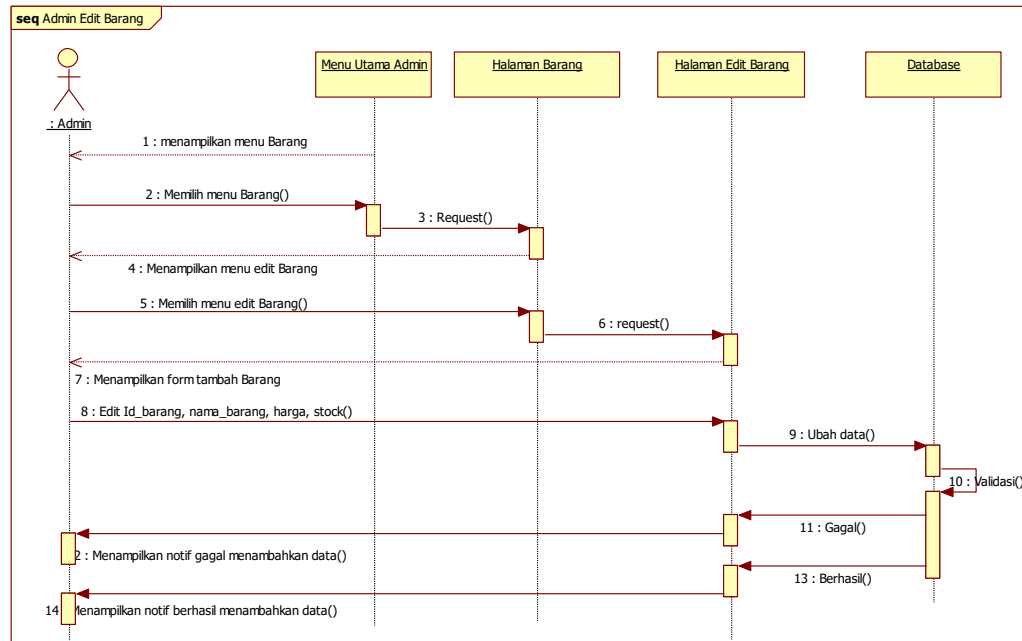 seq Admin Edit Barang
Menu Utama Admin
Halaman Barang
Halaman Edit Barang
Database
: Admin
1 : menampilkan menu Barang
2 : Memilih menu Barang()
3 : Request()
4 : Menampilkan menu edit Barang
5 : Memilih menu edit Barang()
6 : request()
7 : Menampilkan form tambah Barang
8 : Edit Id_barang, nama_barang, harga, stock()
9 : Ubah data()
10 : Validasi()
11 : Gagal()
2 : Menampilkan notif gagal menambahkan data()
13 : Berhasil()
14 Menampilkan notif berhasil menambahkan data()